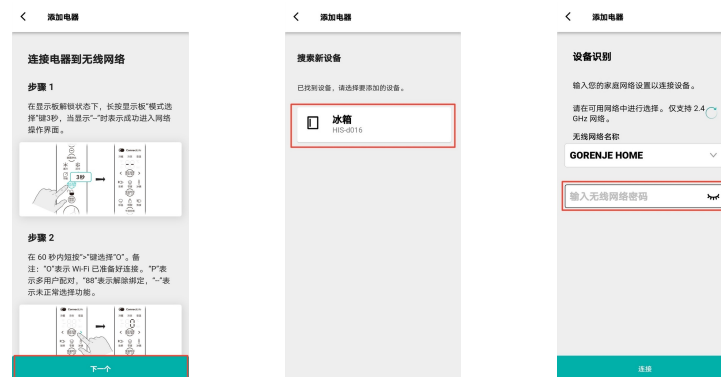 添加电器
连接电器到无线网络
步骤 1
在显示板解锁状态下，长按显示板"模式选
择"键3秒，当显示"--"时表示成功进入网络
操作界面。
3秒
步骤 2
在 60 秒内短按">"键选择"O"。备
注："O"表示 Wi-Fi 已准备好连接。"P"表
示多用户配对，"88"表示解除绑定，"--"表
示未正常选择功能。
下一个
添加电器
搜索新设备
已找到设备，请选择要添加的设备。
冰箱
HIS-d016
添加电器
设备识别
输入您的家庭网络设置以连接设备。
请在可用网络中进行选择。仅支持 2.4
GHz 网络。
无线网络名称
GORENJE HOME
输入无线网络密码
连接